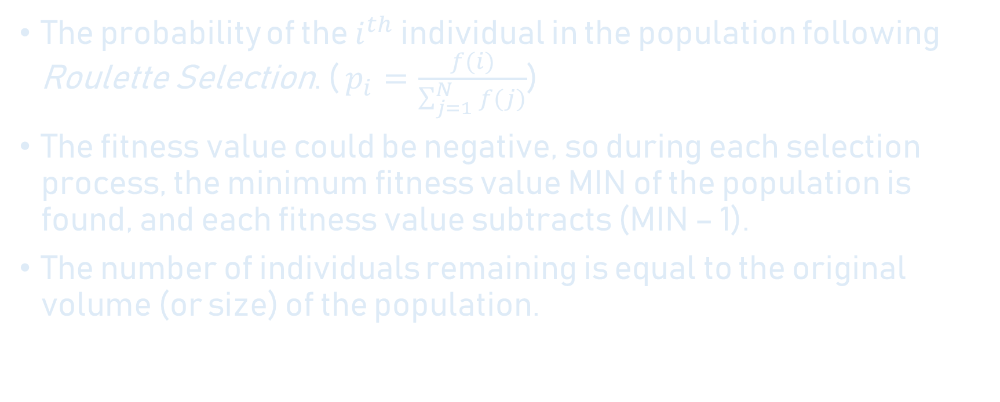 • The probability of the $i^{th}$ individual in the population following
Roulette Selection. ( $p_i = \frac{f(i)}{\sum_{j=1}^{N} f(j)}$)
• The fitness value could be negative, so during each selection
process, the minimum fitness value MIN of the population is
found, and each fitness value subtracts (MIN – 1).
• The number of individuals remaining is equal to the original
volume (or size) of the population.